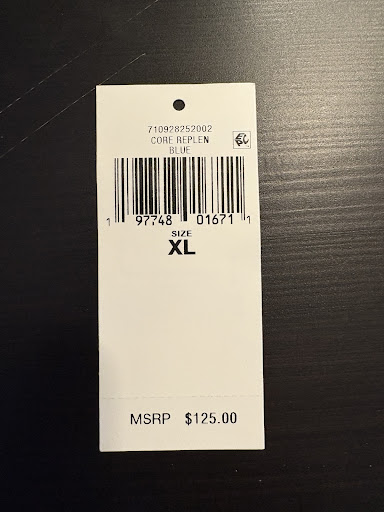 710928252002
CORE REPLEN
BLUE
1 97748 01671 1
SIZE
XL
MSRP $125.00